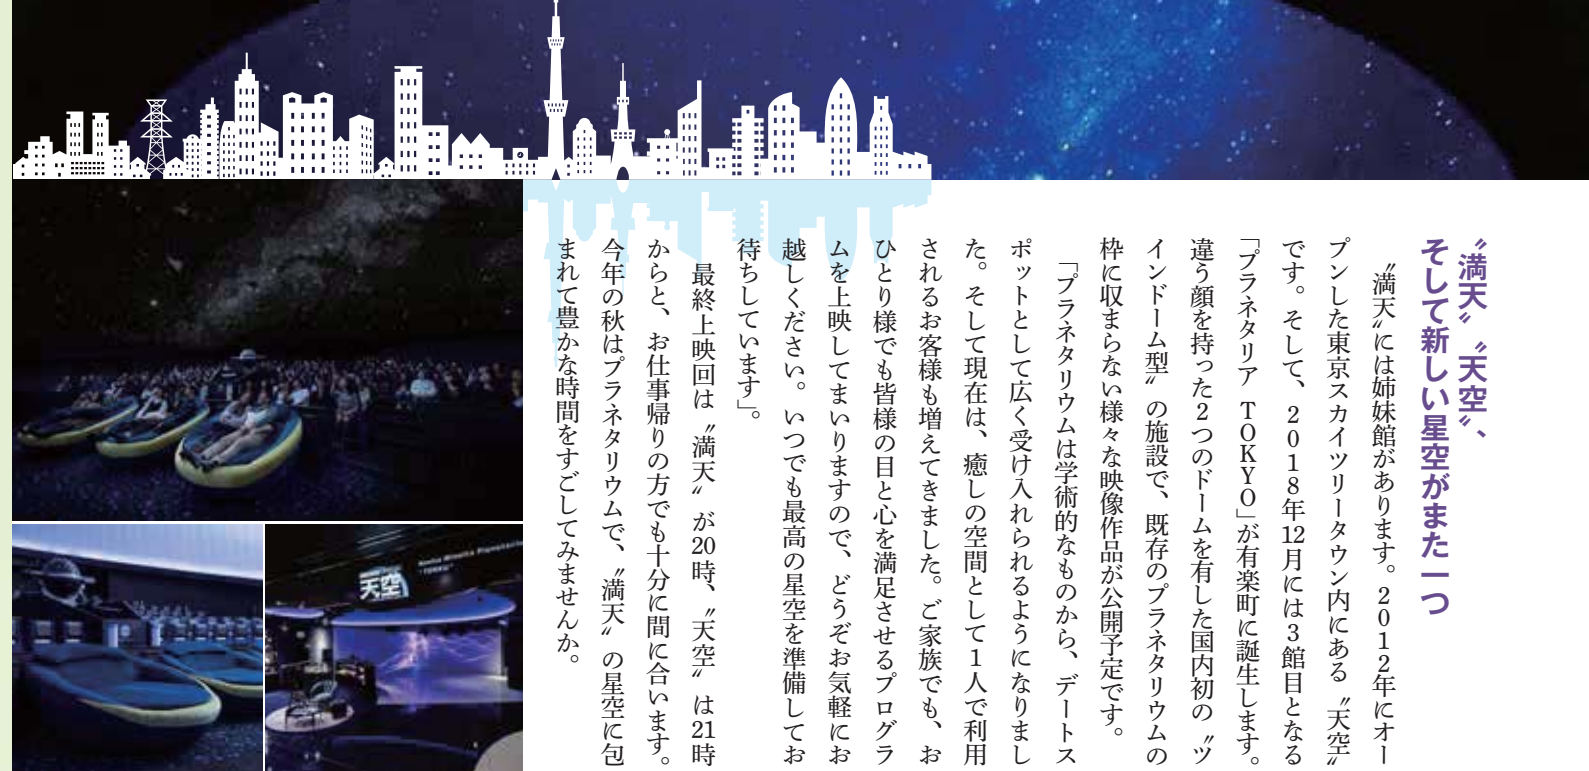 〝満天〟〝天空〟、
そして新しい星空がまた一つ
〝満天〟には姉妹館があります。2012年にオー
プンした東京スカイツリータウン内にある〝天空〟
です。そして、2018年12月には3館目となる
「プラネタリア TOKYO」が有楽町に誕生します。
違う顔を持った2つのドームを有した国内初の〝ツ
インドーム型〟の施設で、既存のプラネタリウムの
枠に収まらない様々な映像作品が公開予定です。
「プラネタリウムは学術的なものから、デートス
ポットとして広く受け入れられるようになりまし
た。そして現在は、癒しの空間として1人で利用
されるお客様も増えてきました。ご家族でも、お
ひとり様でも皆様の目と心を満足させるプログラ
ムを上映してまいりますので、どうぞお気軽にお
越しください。いつでも最高の星空を準備してお
待ちしています」。
最終上映回は〝満天〟が20時、〝天空〟は21時
からと、お仕事帰りの方でも十分に間に合います。
今年の秋はプラネタリウムで、〝満天〟の星空に包
まれて豊かな時間をすごしてみませんか。
天空